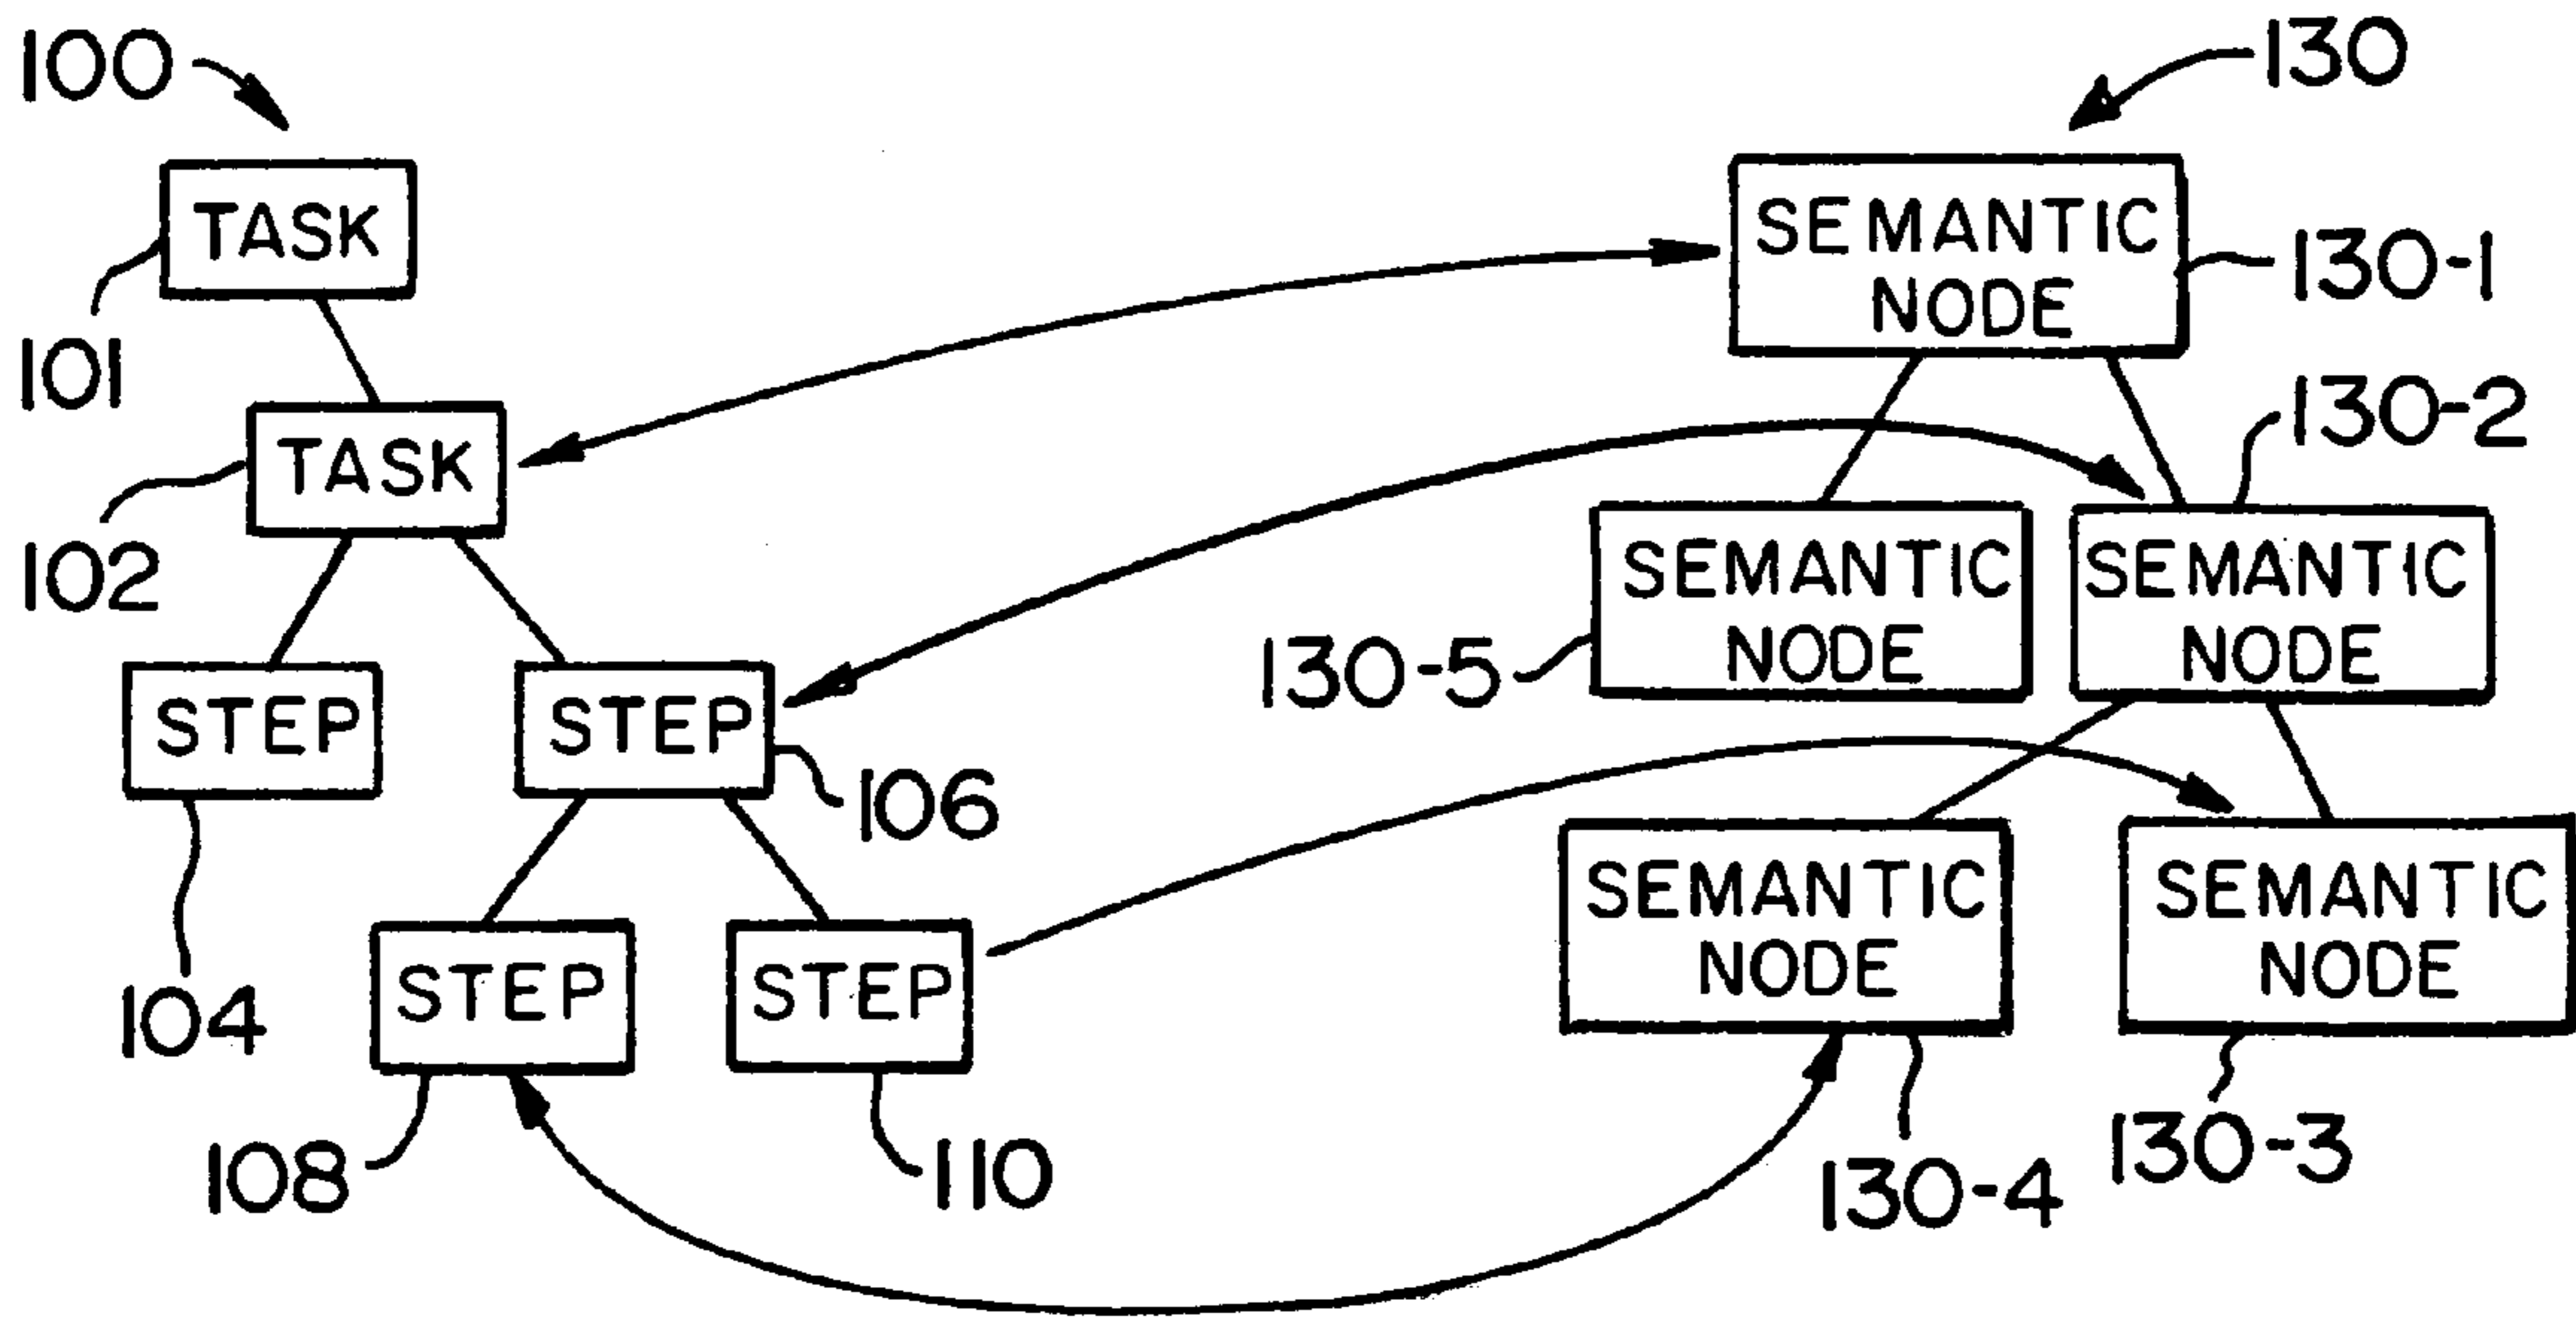 100
130
TASK
SEMANTIC
NODE
130-1
101
130-2
TASK
102
SEMANTIC
NODE
SEMANTIC
NODE
130-5
STEP
STEP
106
SEMANTIC
NODE
SEMANTIC
NODE
STEP
STEP
104
108
110
130-4
130-3